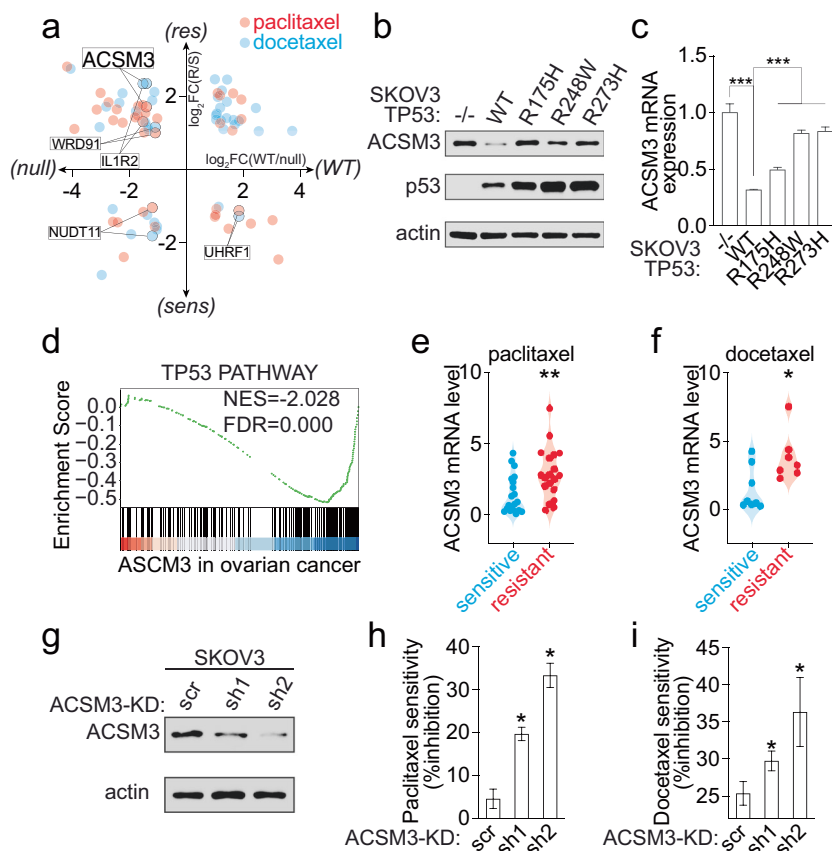 a
(res)
paclitaxel
docetaxel
ACSM3
log2FC(R/S)
2
WRD91
IL1R2
log2FC(WT/null)
(null)
(WT)
-4
-2
0
2
4
NUDT11
UHRF1
-2
(sens)
b
SKOV3
TP53:
-/-
WT
R175H
R248W
R273H
ACSM3
p53
actin
c
ACSM3 mRNA
expression
1.5
1.0
0.5
0.0
***
***
-/-
WT
R175H
R248W
R273H
SKOV3
TP53:
d
TP53 PATHWAY
NES=-2.028
FDR=0.000
Enrichment Score
0.0
−0.1
−0.2
−0.3
−0.4
−0.5
ASCM3 in ovarian cancer
e
paclitaxel
**
ACSM3 mRNA level
10
5
0
sensitive
resistant
f
docetaxel
*
ACSM3 mRNA level
10
5
0
sensitive
resistant
g
SKOV3
ACSM3-KD:
scr
sh1
sh2
ACSM3
actin
h
Paclitaxel sensitivity
(%inhibition)
40
30
20
10
0
*
*
ACSM3-KD:
scr
sh1
sh2
i
Docetaxel sensitivity
(%inhibition)
45
40
35
30
25
*
*
ACSM3-KD:
scr
sh1
sh2